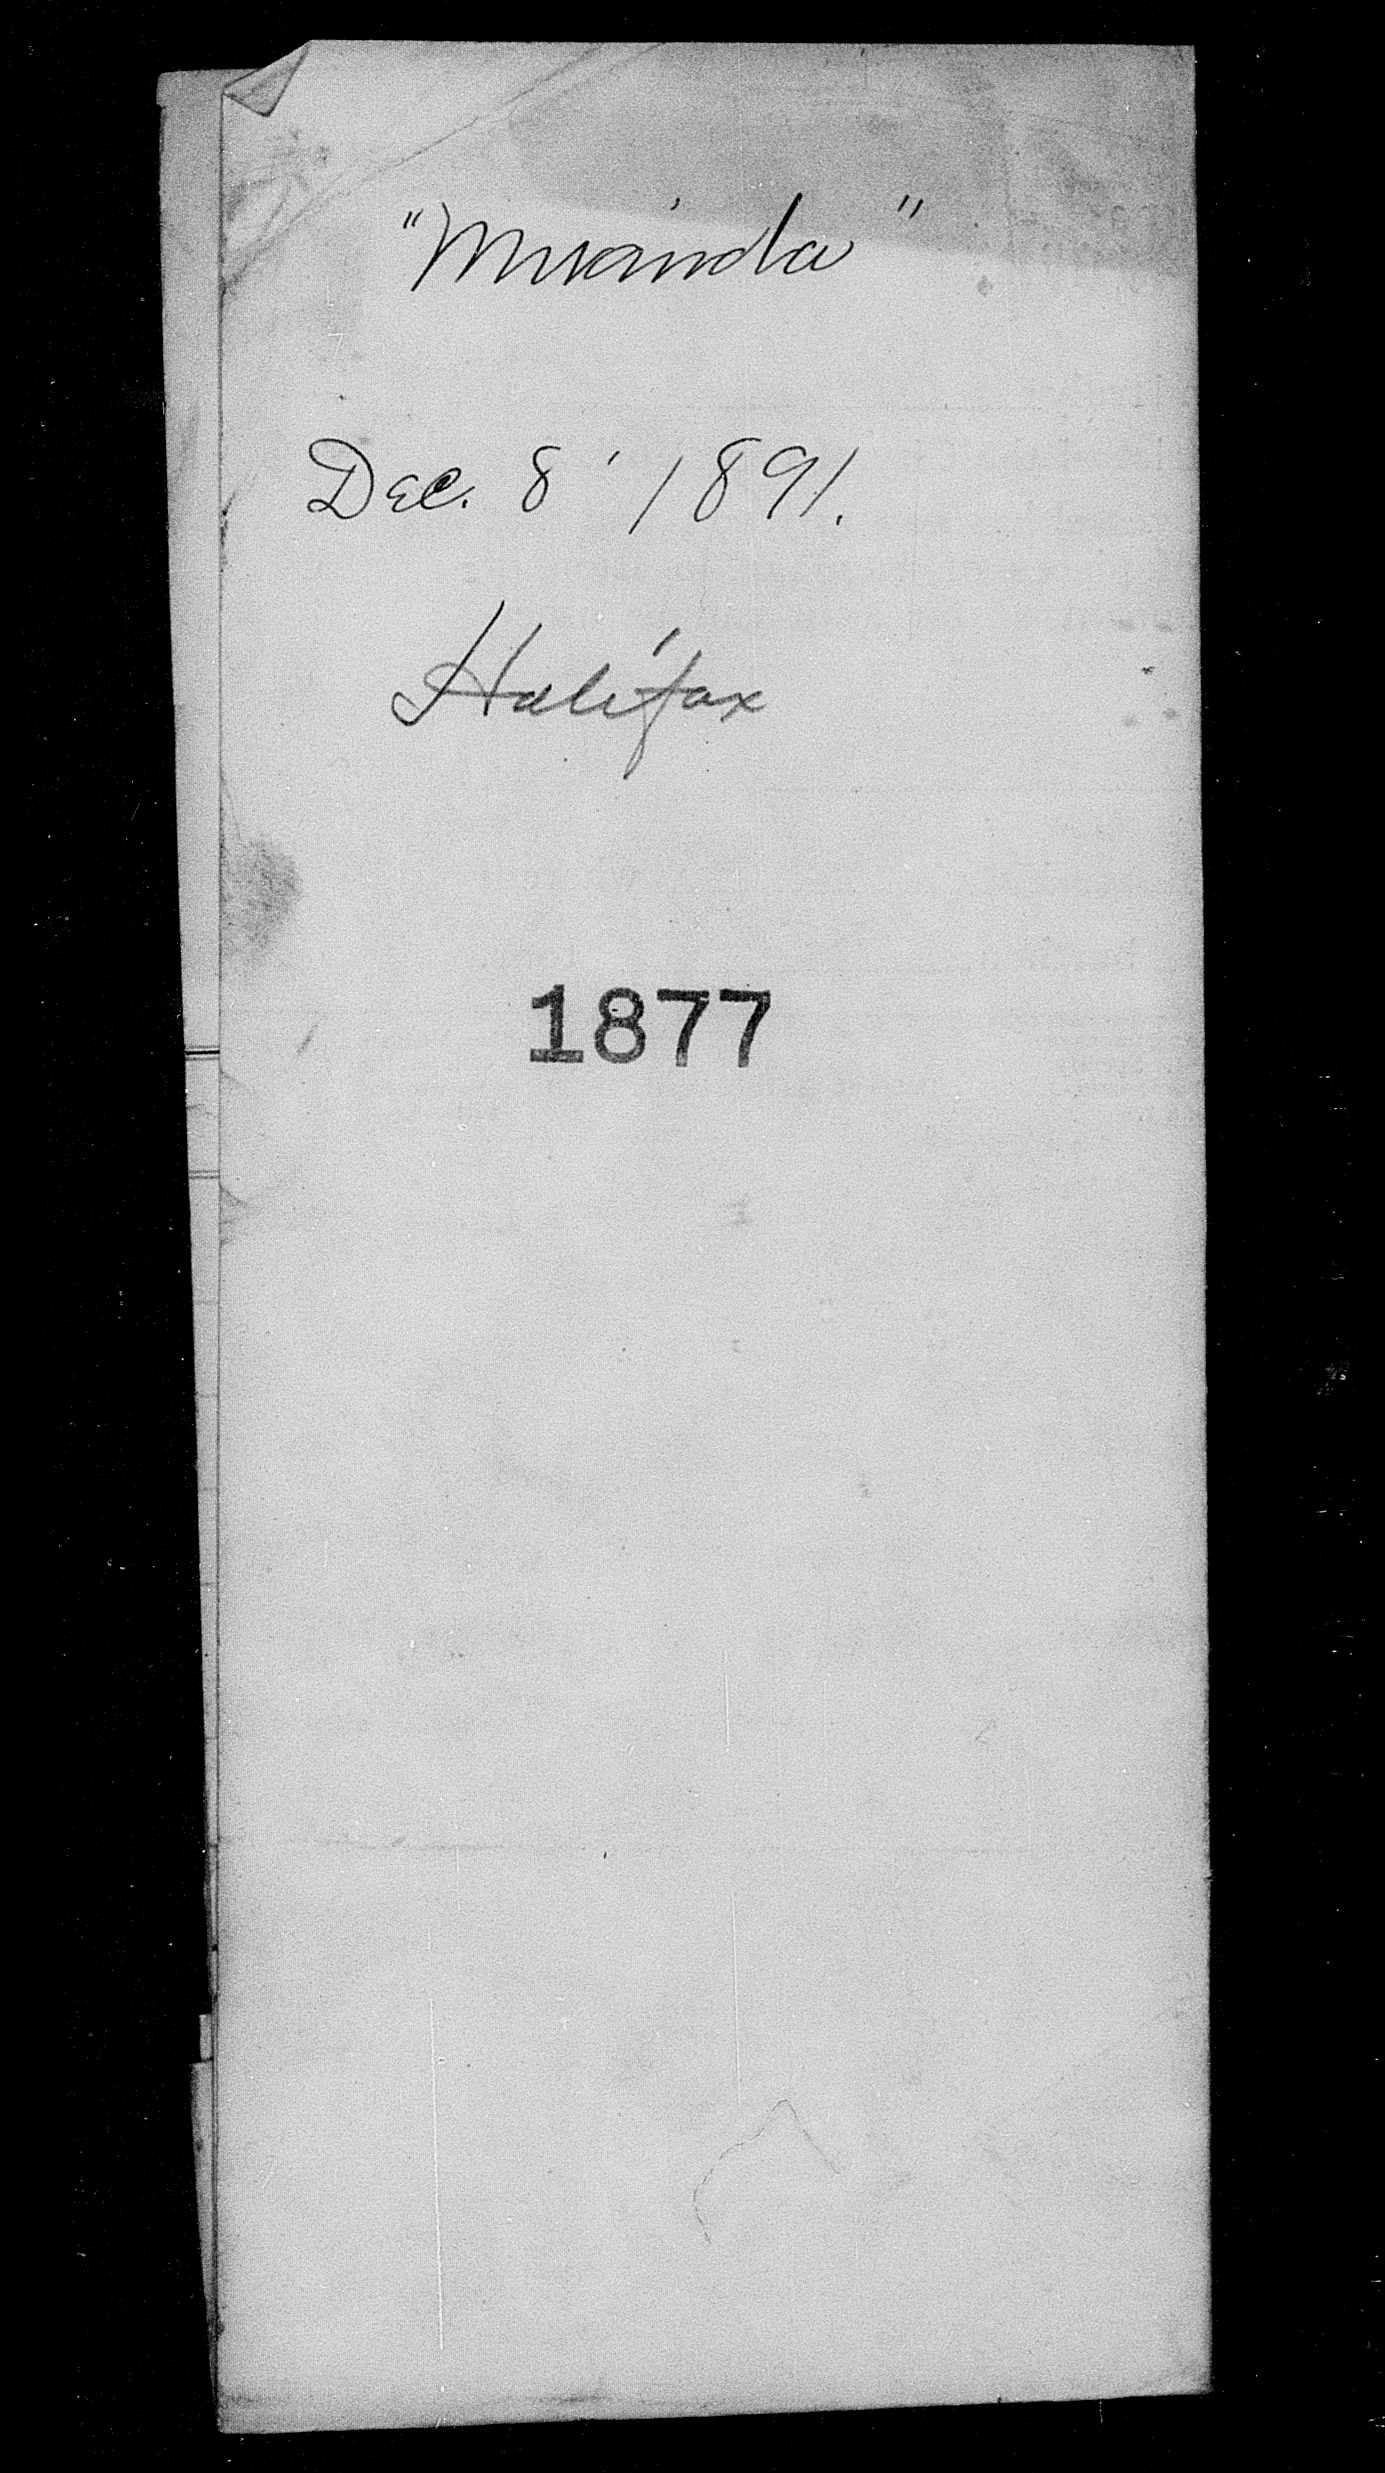 "Miranda"
Dec. 8' 1891.
Halifax
1877